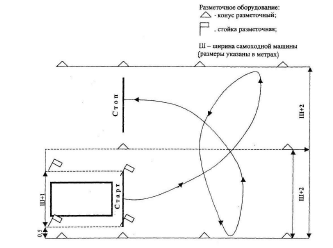 Разметочное оборудование:
- конус разметочный;
, стойка разметочная;
Ш – ширина самоходной машины
(размеры указаны в метрах)
Стоп
Ш+2
Старт
Ш+1
Ш+2
0,5